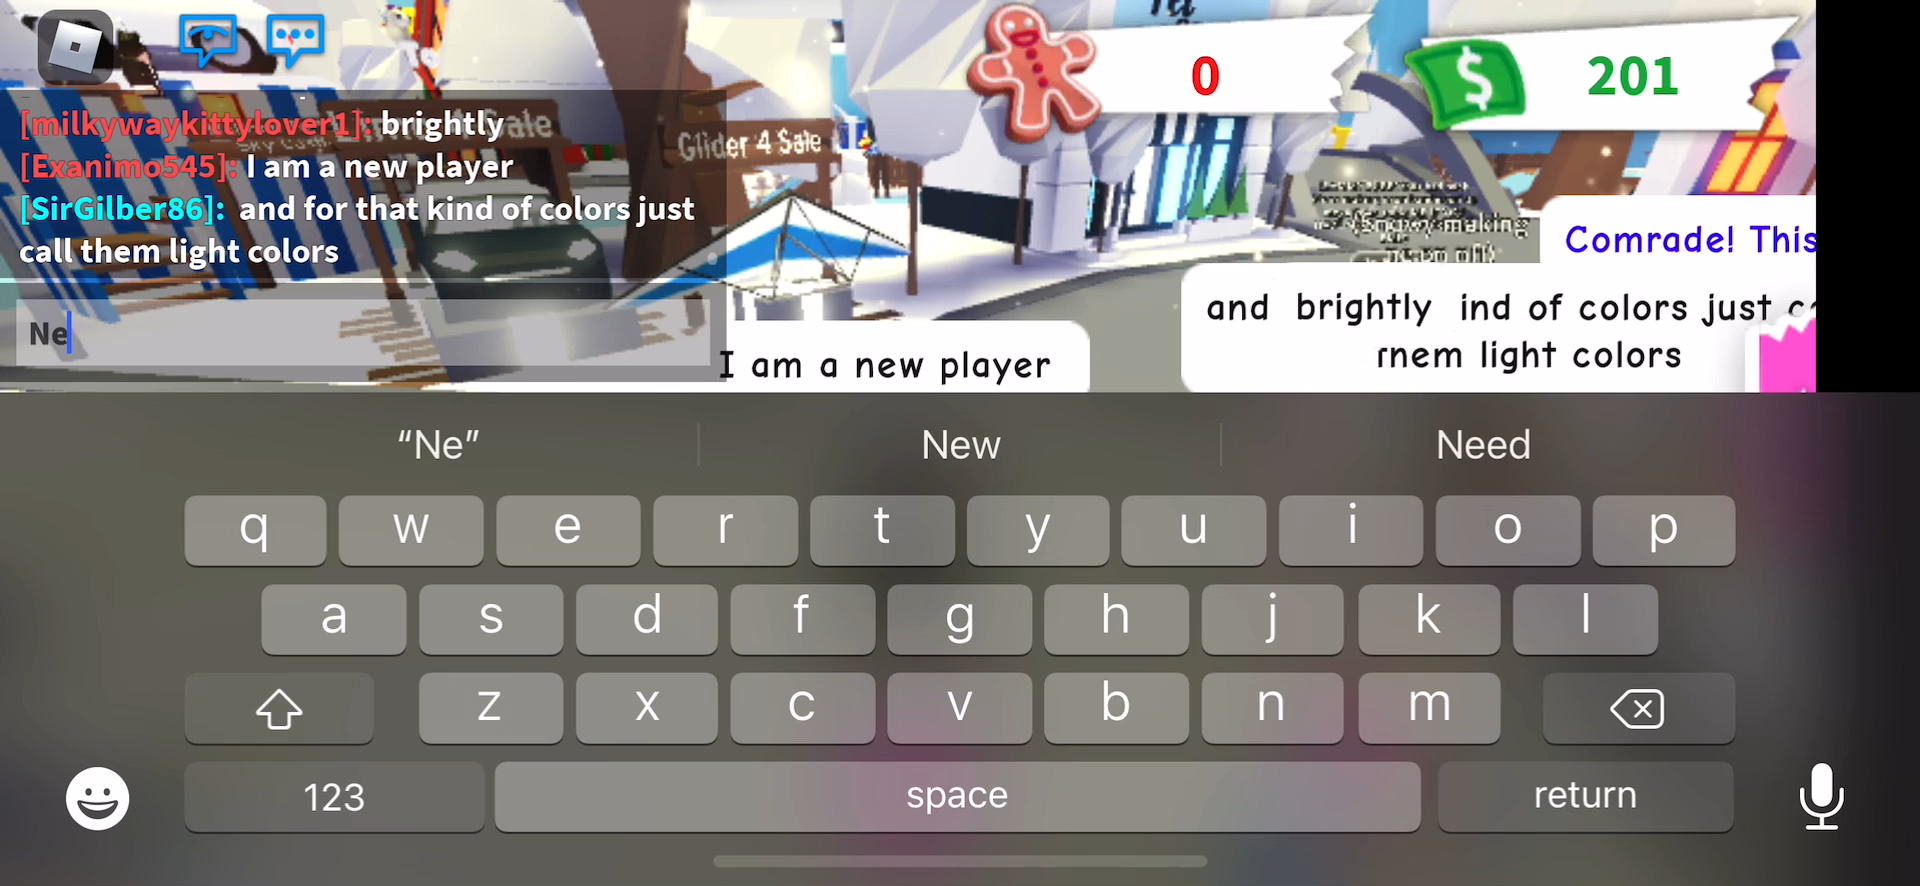 0
201
[milkywaykittylover1]: brightly
[Exanimo545]: I am a new player
[SirGilber86]: and for that kind of colors just
call them light colors
Ne
Glider 4 Sale
Sale
Comrade! This
and brightly ind of colors just
light colors
I am a new player
“Ne” New Need
q w e r t y u i o p
a s d f g h j k l
z x c v b n m
123 space return